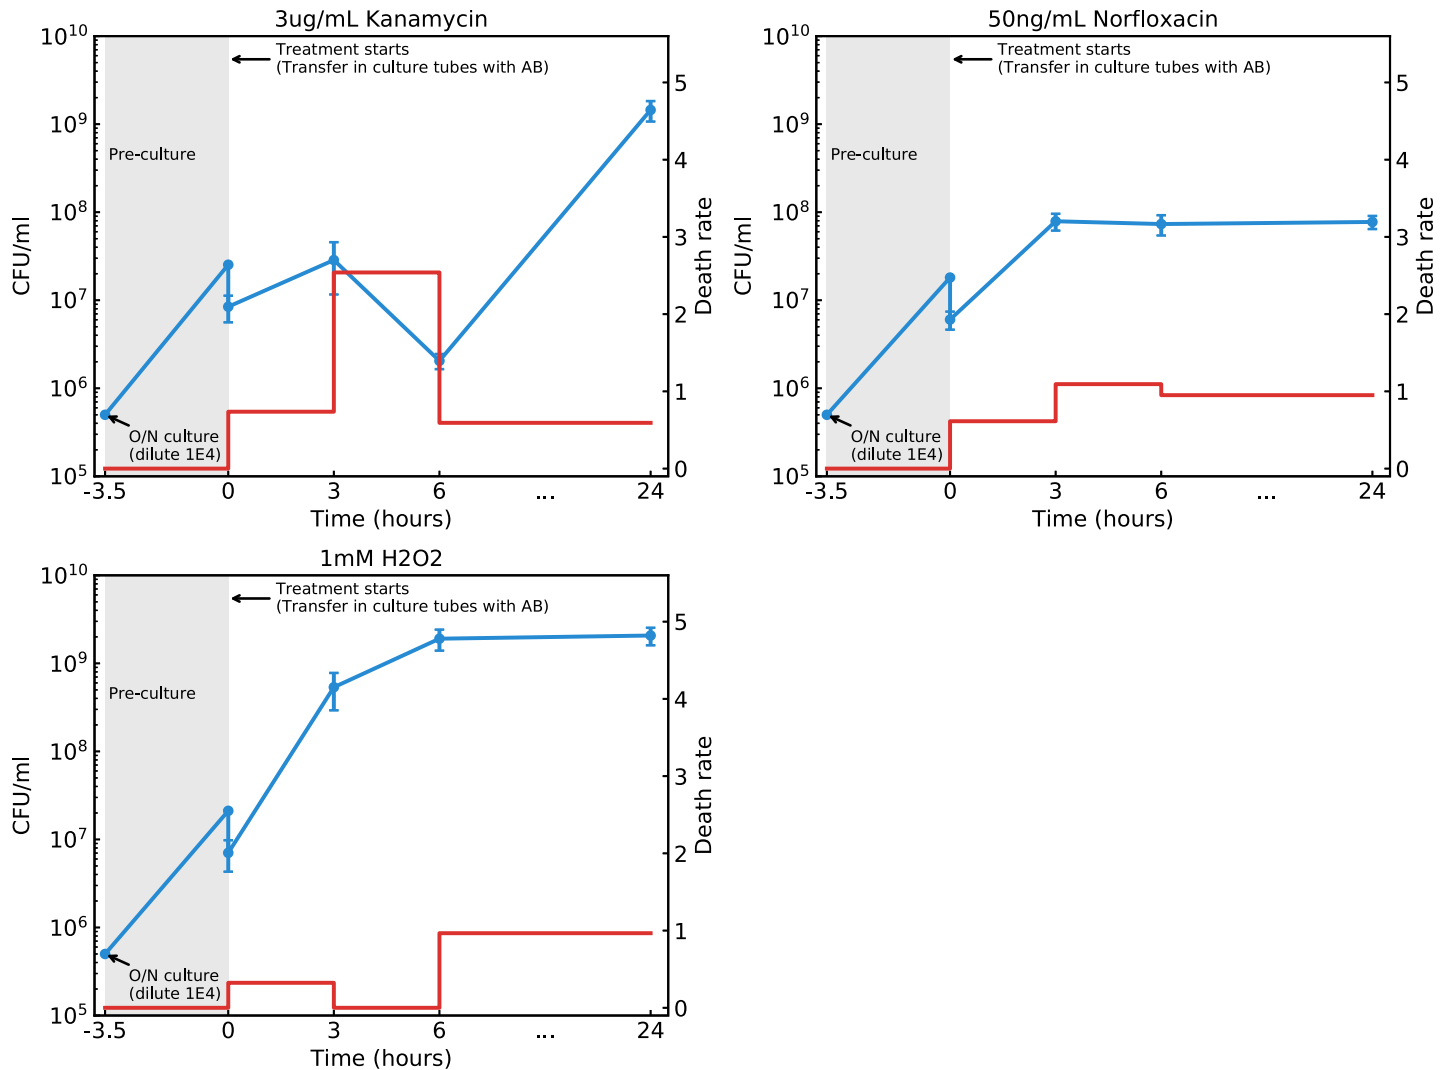 3ug/mL Kanamycin
10^10
10^9
10^8
10^7
10^6
10^5
CFU/ml
Treatment starts
(Transfer in culture tubes with AB)
Pre-culture
O/N culture
(dilute 1E4)
5
4
3
2
1
0
Death rate
-3.5 0 3 6 ... 24
Time (hours)
50ng/mL Norfloxacin
10^10
10^9
10^8
10^7
10^6
10^5
CFU/ml
Treatment starts
(Transfer in culture tubes with AB)
Pre-culture
O/N culture
(dilute 1E4)
5
4
3
2
1
0
Death rate
-3.5 0 3 6 ... 24
Time (hours)
1mM H2O2
10^10
10^9
10^8
10^7
10^6
10^5
CFU/ml
Treatment starts
(Transfer in culture tubes with AB)
Pre-culture
O/N culture
(dilute 1E4)
5
4
3
2
1
0
Death rate
-3.5 0 3 6 ... 24
Time (hours)